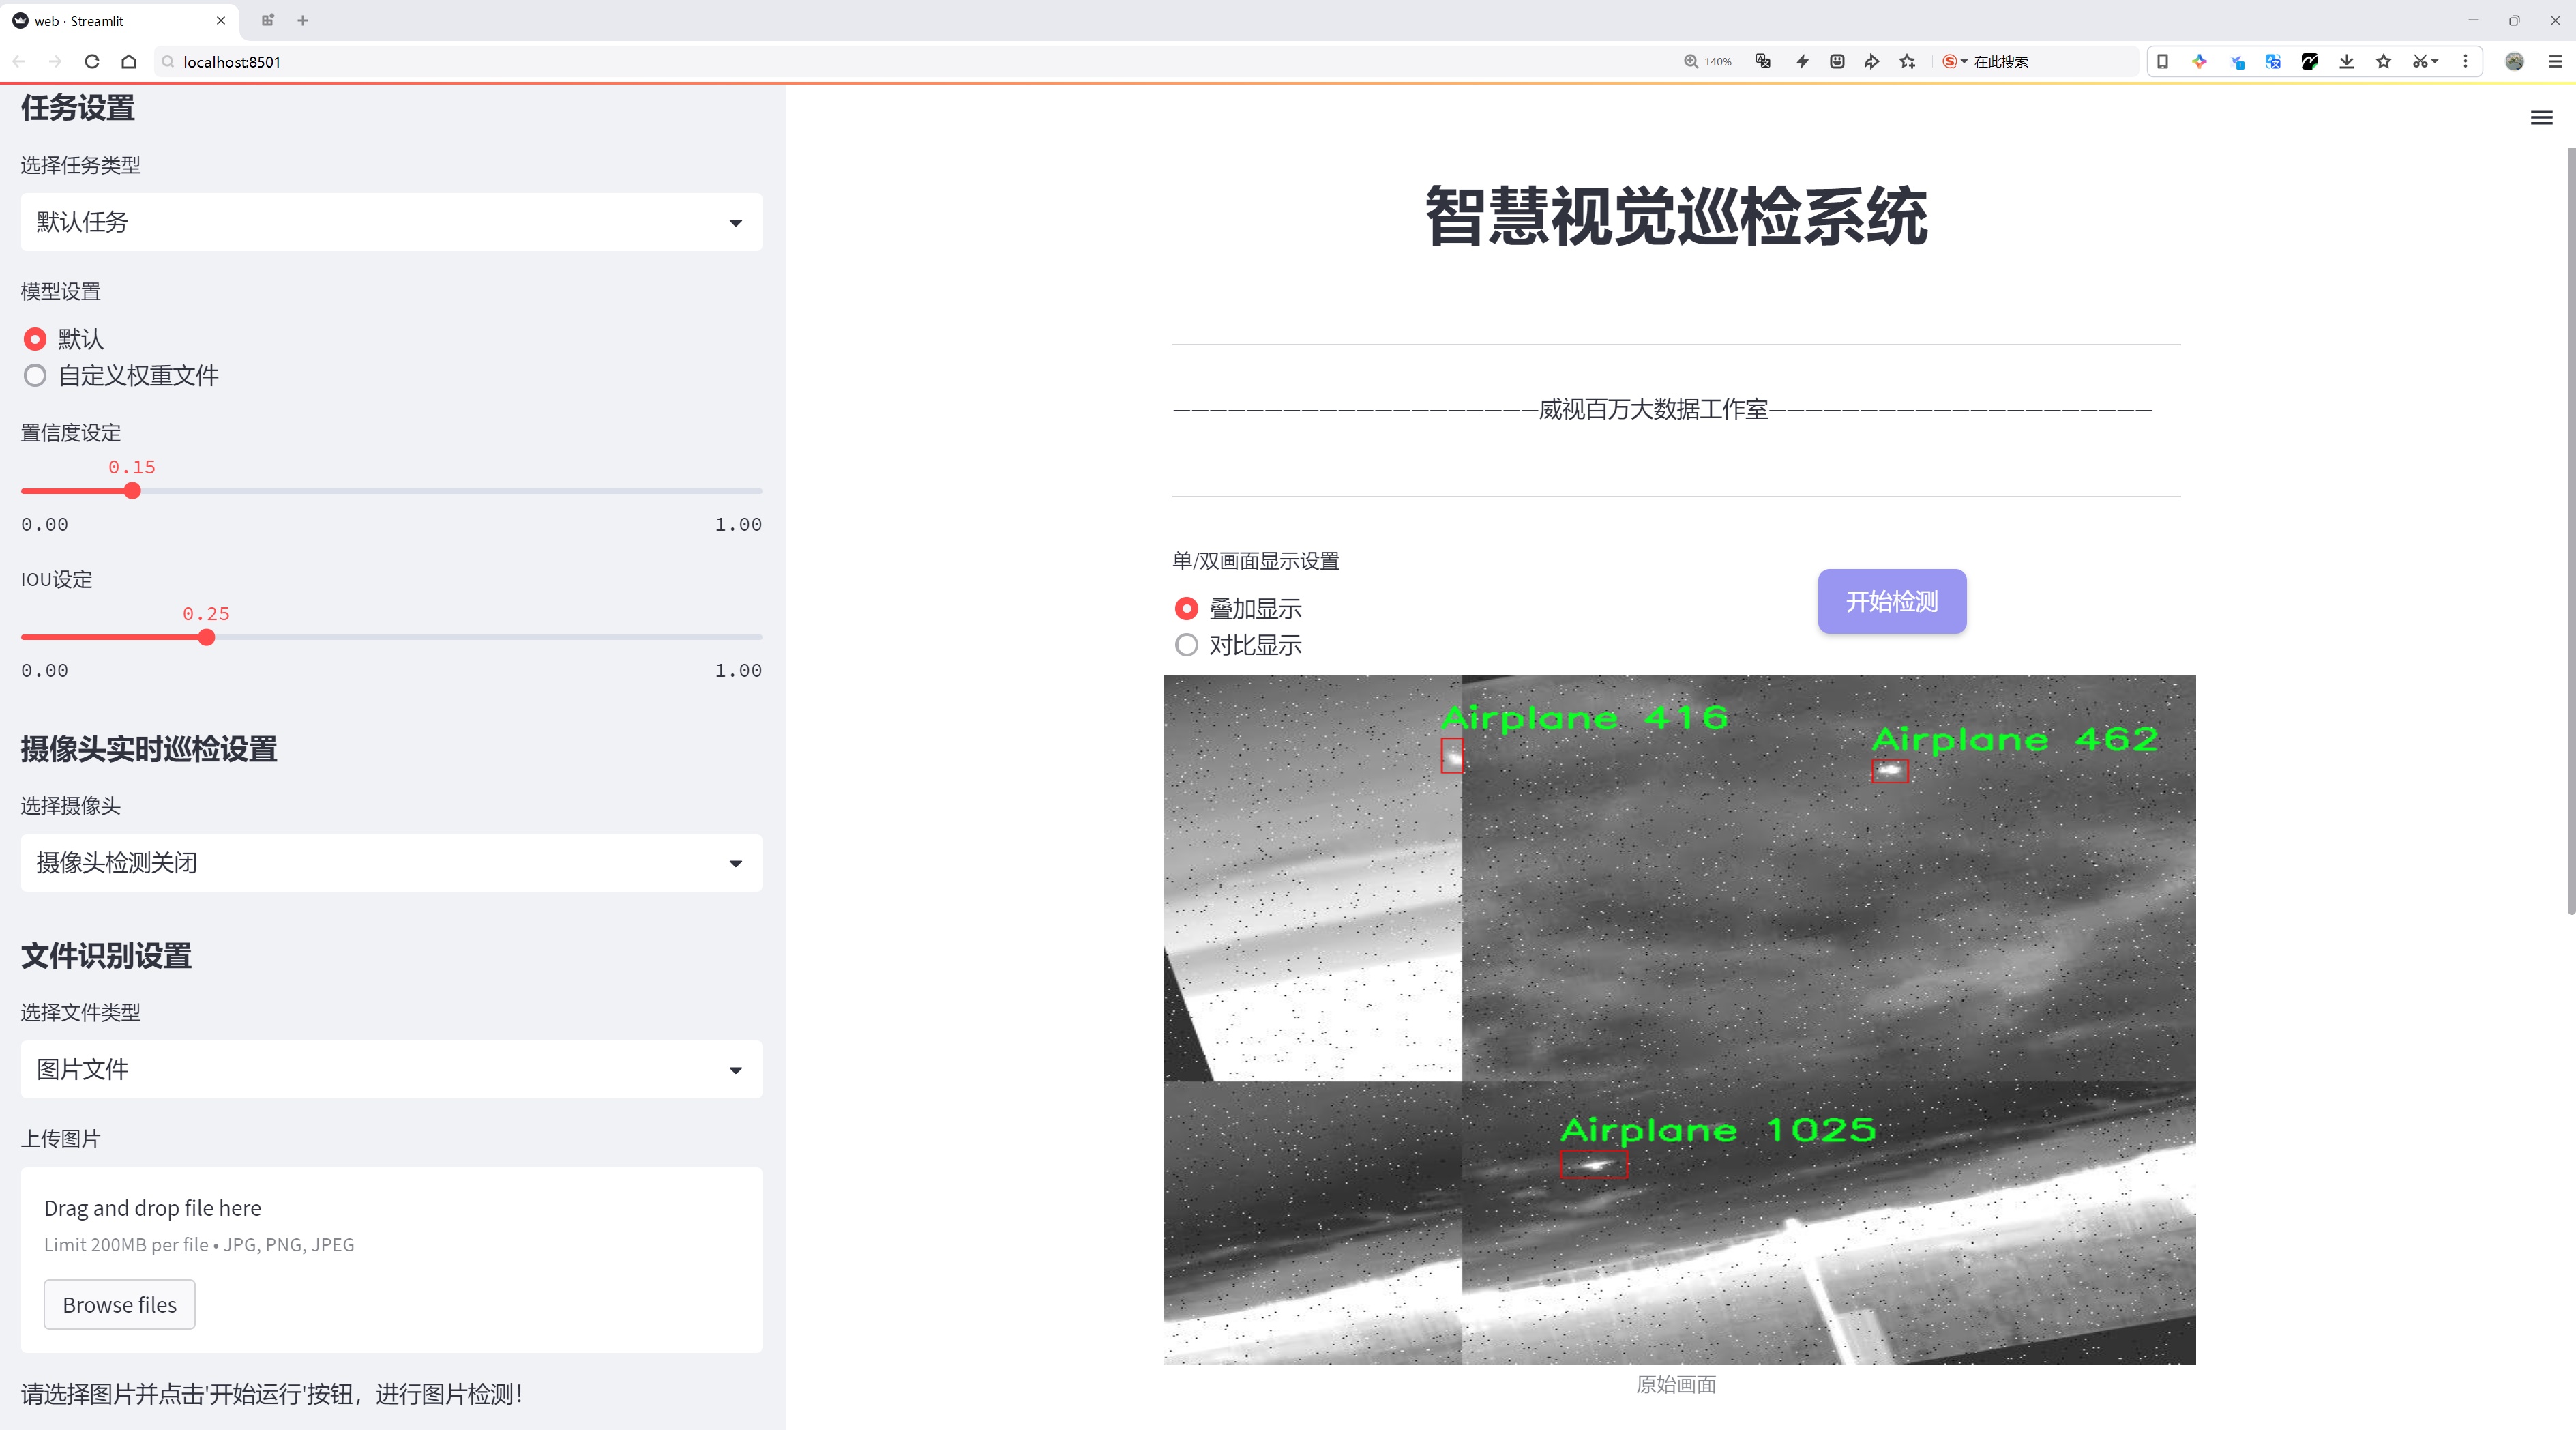 web · Streamlit
localhost:8501
140%
在此搜索
任务设置
选择任务类型
默认任务
模型设置
默认
自定义权重文件
置信度设定
0.15
0.00
1.00
IOU设定
0.25
0.00
1.00
摄像头实时巡检设置
选择摄像头
摄像头检测关闭
文件识别设置
选择文件类型
图片文件
上传图片
Drag and drop file here
Limit 200MB per file • JPG, PNG, JPEG
Browse files
请选择图片并点击'开始运行'按钮，进行图片检测！
智慧视觉巡检系统
—————————————————————威视百万大数据工作室——————————————————————
单/双画面显示设置
叠加显示
对比显示
开始检测
Airplane 416
Airplane 462
Airplane 1025
原始画面